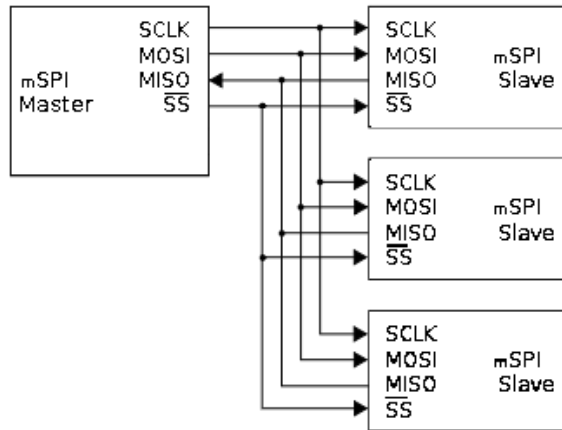 SCLK
MOSI
mSPI MISO
Master SS
SCLK
MOSI mSPI
MISO Slave
SS
SCLK
MOSI mSPI
MISO Slave
SS
SCLK
MOSI mSPI
MISO Slave
SS